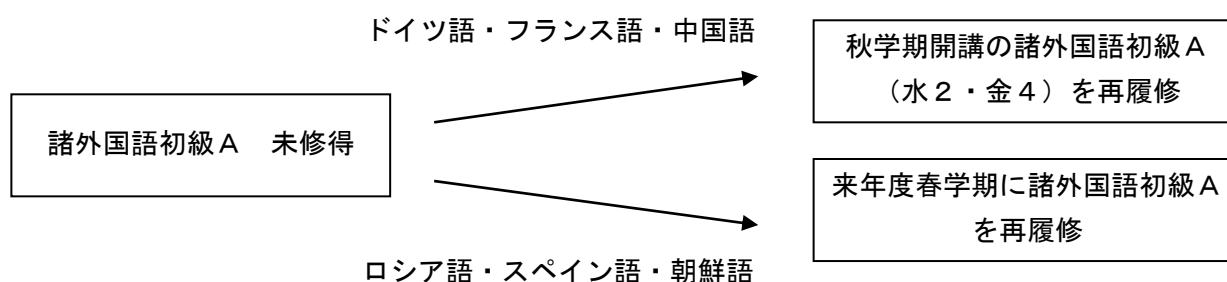 ドイツ語・フランス語・中国語
秋学期開講の諸外国語初級A
(水2・金4)を再履修
諸外国語初級A 未修得
来年度春学期に諸外国語初級A
を再履修
ロシア語・スペイン語・朝鮮語